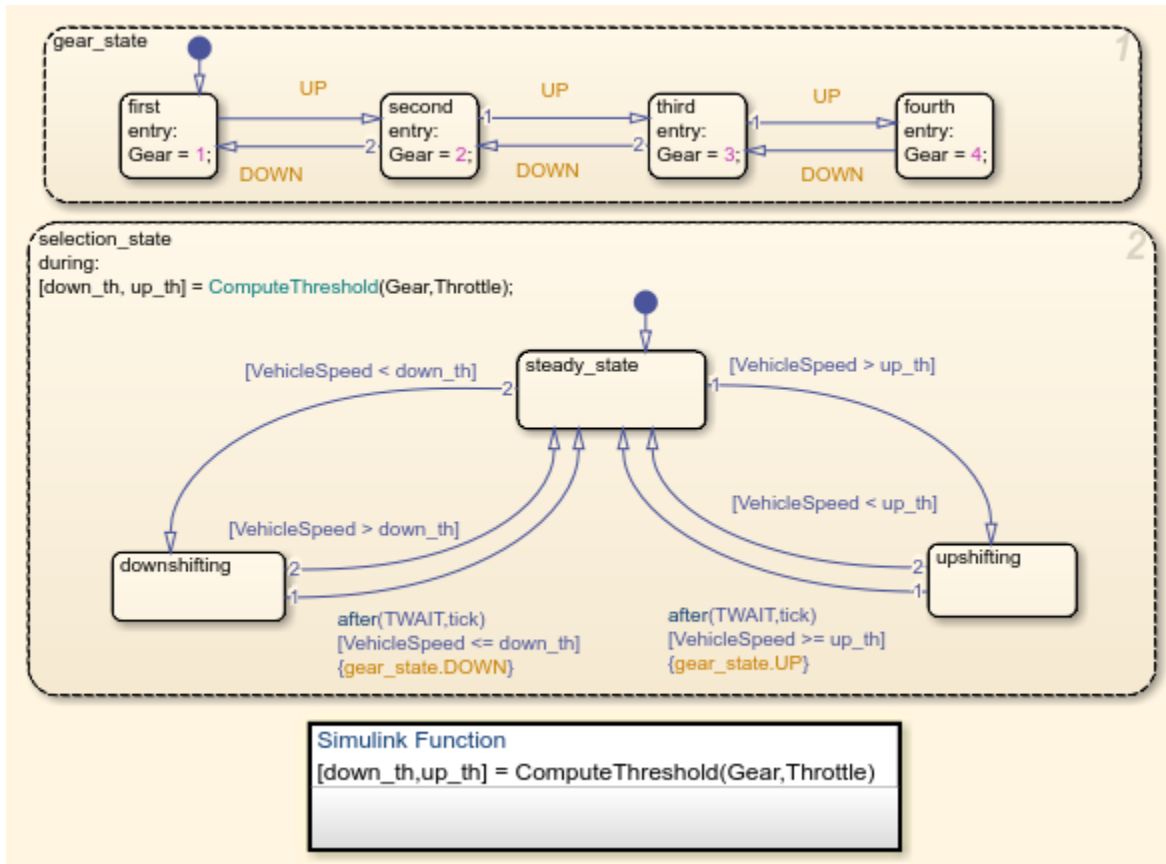 gear_state
1
UP
UP
UP
first
entry:
Gear = 1;
second
entry:
Gear = 2;
third
entry:
Gear = 3;
fourth
entry:
Gear = 4;
1
2
1
2
1
DOWN
DOWN
DOWN
selection_state
during:
[down_th, up_th] = ComputeThreshold(Gear,Throttle);
2
steady_state
[VehicleSpeed < down_th]
2
[VehicleSpeed > up_th]
1
[VehicleSpeed > down_th]
[VehicleSpeed < up_th]
downshifting
2
1
upshifting
2
1
after(TWAIT,tick)
[VehicleSpeed <= down_th]
{gear_state.DOWN}
after(TWAIT,tick)
[VehicleSpeed >= up_th]
{gear_state.UP}
Simulink Function
[down_th,up_th] = ComputeThreshold(Gear,Throttle)